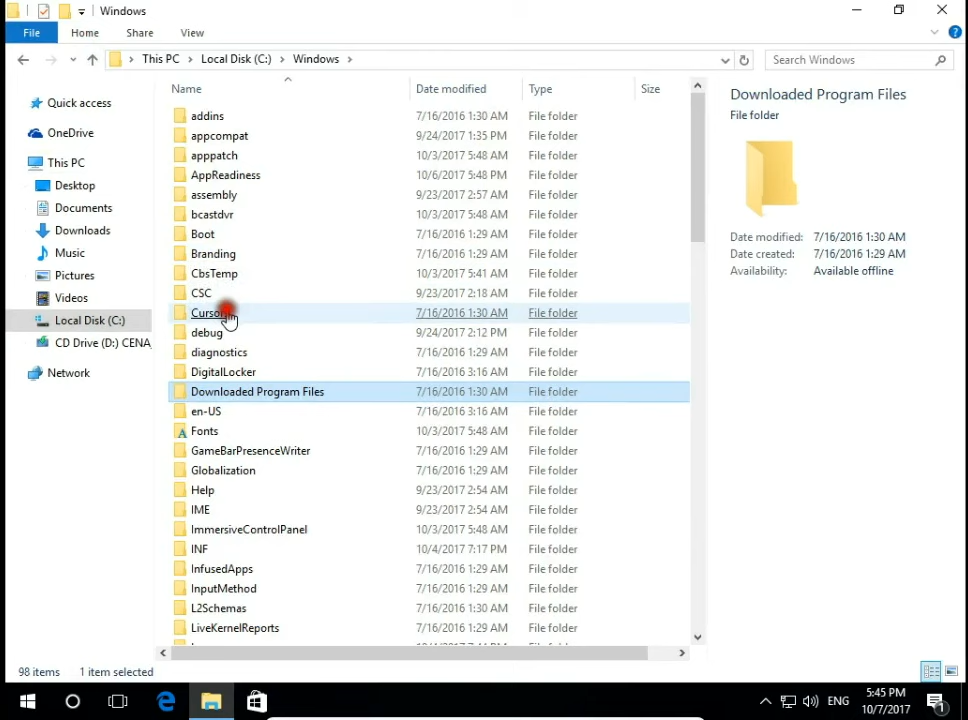 Windows
File Home Share View
This PC Local Disk (C:) Windows
Search Windows
Name Date modified Type Size
Quick access
OneDrive
This PC
Desktop
Documents
Downloads
Music
Pictures
Videos
Local Disk (C:)
CD Drive (D:) CENA_
Network
addins 7/16/2016 1:30 AM File folder
appcompat 9/24/2017 1:35 PM File folder
apppatch 10/3/2017 5:48 AM File folder
AppReadiness 10/6/2017 5:48 PM File folder
assembly 9/23/2017 2:57 AM File folder
bcastdvr 10/3/2017 5:48 AM File folder
Boot 7/16/2016 1:29 AM File folder
Branding 7/16/2016 1:29 AM File folder
CbsTemp 10/3/2017 5:41 AM File folder
CSC 9/23/2017 2:18 AM File folder
7/16/2016 1:30 AM File folder
debug 9/24/2017 2:12 PM File folder
diagnostics 7/16/2016 1:29 AM File folder
DigitalLocker 7/16/2016 3:16 AM File folder
Downloaded Program Files 7/16/2016 1:30 AM File folder
en-US 7/16/2016 3:16 AM File folder
Fonts 10/3/2017 5:48 AM File folder
GameBarPresenceWriter 7/16/2016 1:29 AM File folder
Globalization 7/16/2016 1:29 AM File folder
Help 9/23/2017 2:54 AM File folder
IME 9/23/2017 2:54 AM File folder
ImmersiveControlPanel 10/3/2017 5:48 AM File folder
INF 10/4/2017 7:17 PM File folder
InfusedApps 7/16/2016 1:29 AM File folder
InputMethod 7/16/2016 1:29 AM File folder
L2Schemas 7/16/2016 1:30 AM File folder
LiveKernelReports 7/16/2016 1:29 AM File folder
Downloaded Program Files
File folder
Date modified: 7/16/2016 1:30 AM
Date created: 7/16/2016 1:29 AM
Availability: Available offline
98 items 1 item selected
ENG
5:45 PM
10/7/2017
1